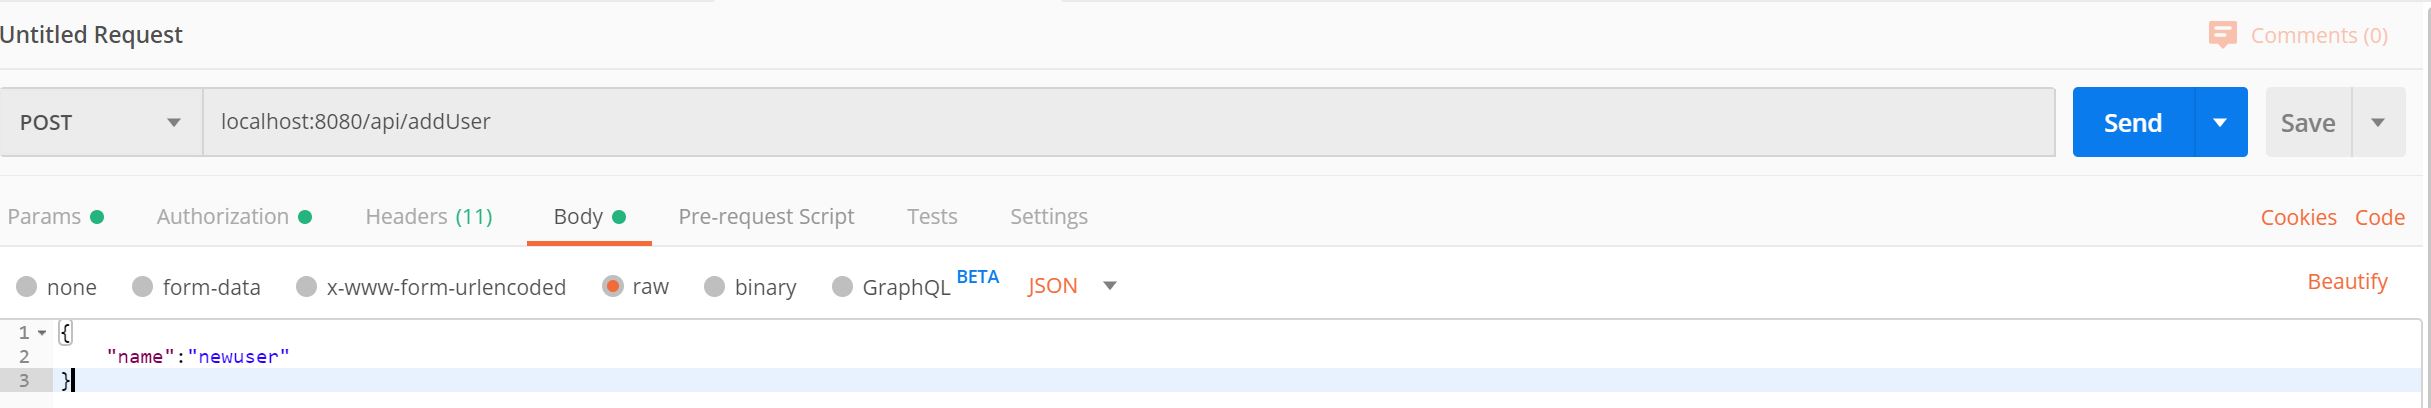 Untitled Request
Comments (0)
POST
localhost:8080/api/addUser
Send
Save
Params
Authorization
Headers (11)
Body
Pre-request Script
Tests
Settings
Cookies
Code
none
form-data
x-www-form-urlencoded
raw
binary
GraphQL BETA
JSON
Beautify
1 {
2 "name":"newuser"
3 }